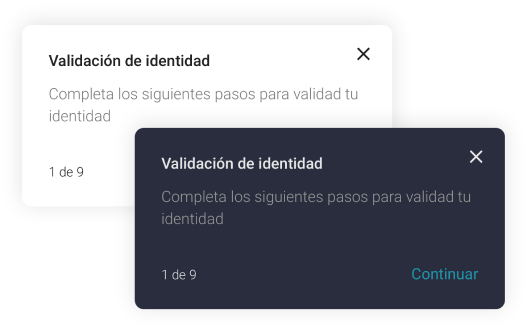 Validación de identidad
Completa los siguientes pasos para validad tu
identidad
1 de 9
Validación de identidad
Completa los siguientes pasos para validad tu
identidad
1 de 9
Continuar